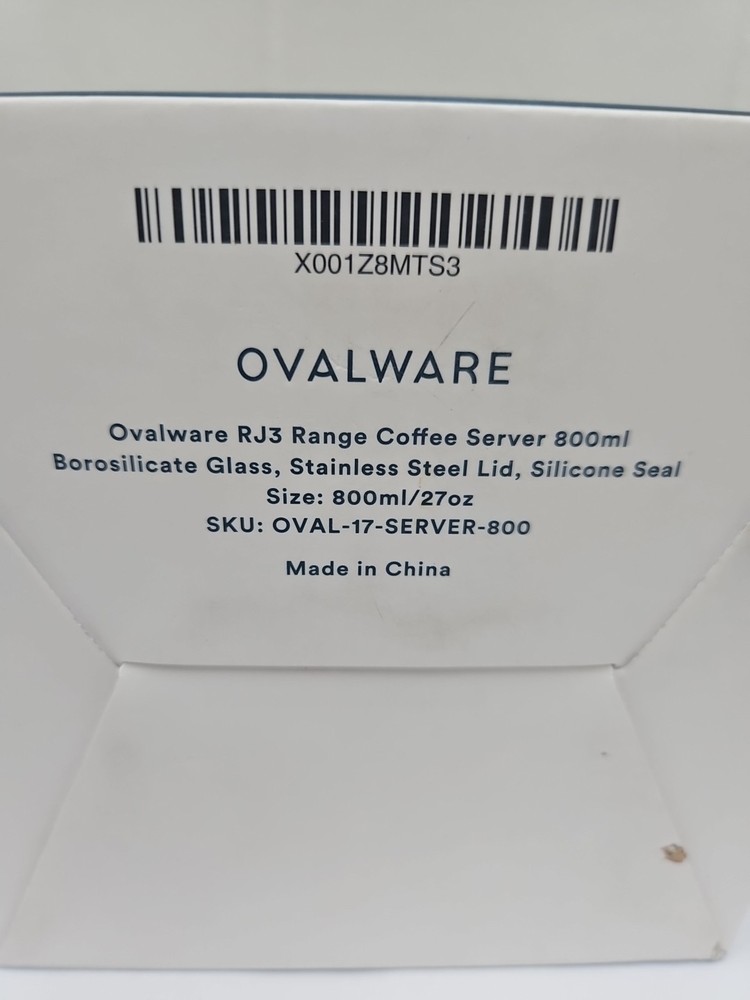 X001Z8MTS3
OVALWARE
Ovalware RJ3 Range Coffee Server 800ml
Borosilicate Glass, Stainless Steel Lid, Silicone Seal
Size: 800ml/27oz
SKU: OVAL-17-SERVER-800
Made in China